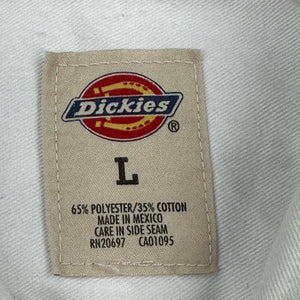 Dickies
®
L
65% POLYESTER/35% COTTON
MADE IN MEXICO
CARE IN SIDE SEAM
RN20697 CA01095